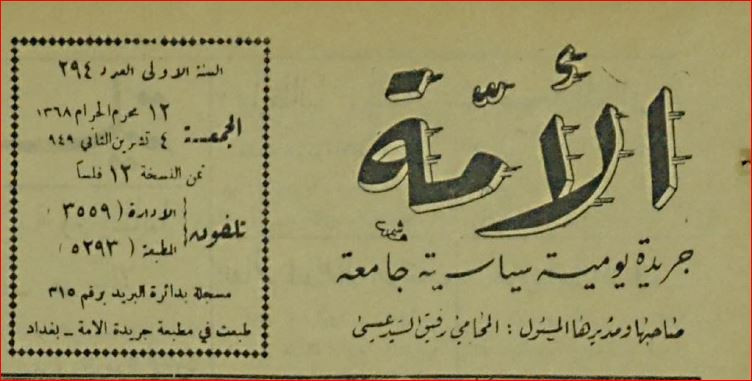 الأمّة
جريدة يومية سياسية جامعة
صاحبها ومديرها المسئول : المحامي رفيق السيد عيسى
السنة الاولى العدد ٢٩٤
الجمعة
١٢ محرم الحرام ١٣٦٨
٤ تشرين الثاني ٩٤٩
ثمن النسخة ١٢ فلساً
تلفون
الادارة ( ٣٥٥٩ )
المطبعة ( ٥٢٩٣ )
مسجلة بدائرة البريد برقم ٣١٥
طبعت في مطبعة جريدة الامة ـ بغداد